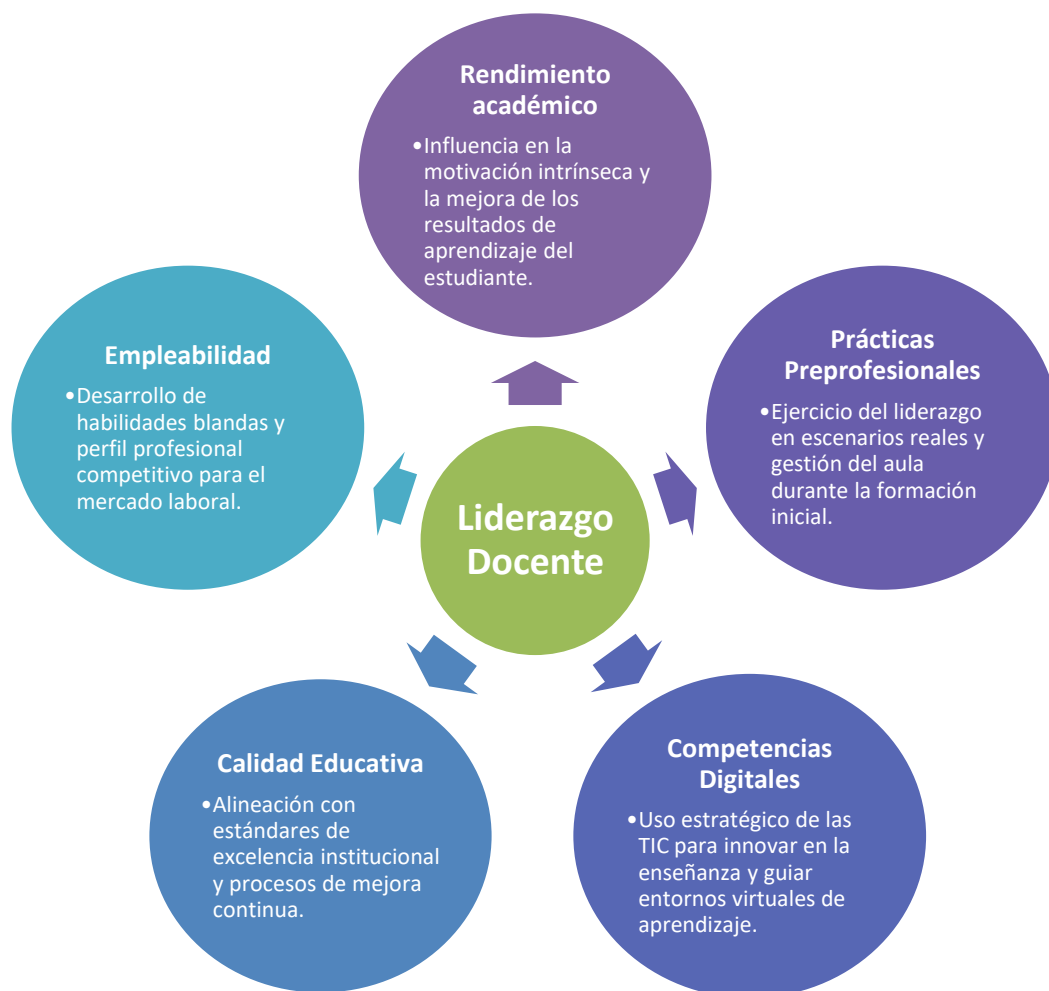 Rendimiento
académico
•Influencia en la
motivación intrínseca y
la mejora de los
resultados de
aprendizaje del
estudiante.
Empleabilidad
•Desarrollo de
habilidades blandas y
perfil profesional
competitivo para el
mercado laboral.
Prácticas
Preprofesionales
•Ejercicio del liderazgo
en escenarios reales y
gestión del aula
durante la formación
inicial.
Liderazgo
Docente
Calidad Educativa
•Alineación con
estándares de
excelencia institucional
y procesos de mejora
continua.
Competencias
Digitales
•Uso estratégico de las
TIC para innovar en la
enseñanza y guiar
entornos virtuales de
aprendizaje.